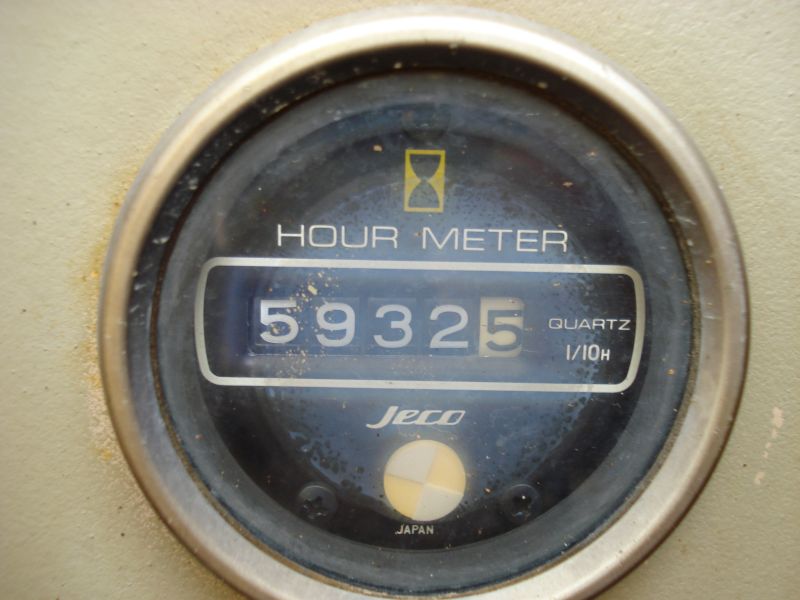 HOUR METER
59325 QUARTZ
1/10H
Jeco
JAPAN